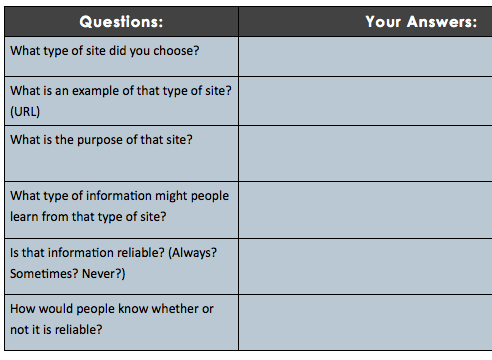 Questions:
Your Answers:
What type of site did you choose?
What is an example of that type of site?
(URL)
What is the purpose of that site?
What type of information might people
learn from that type of site?
Is that information reliable? (Always?
Sometimes? Never?)
How would people know whether or
not it is reliable?